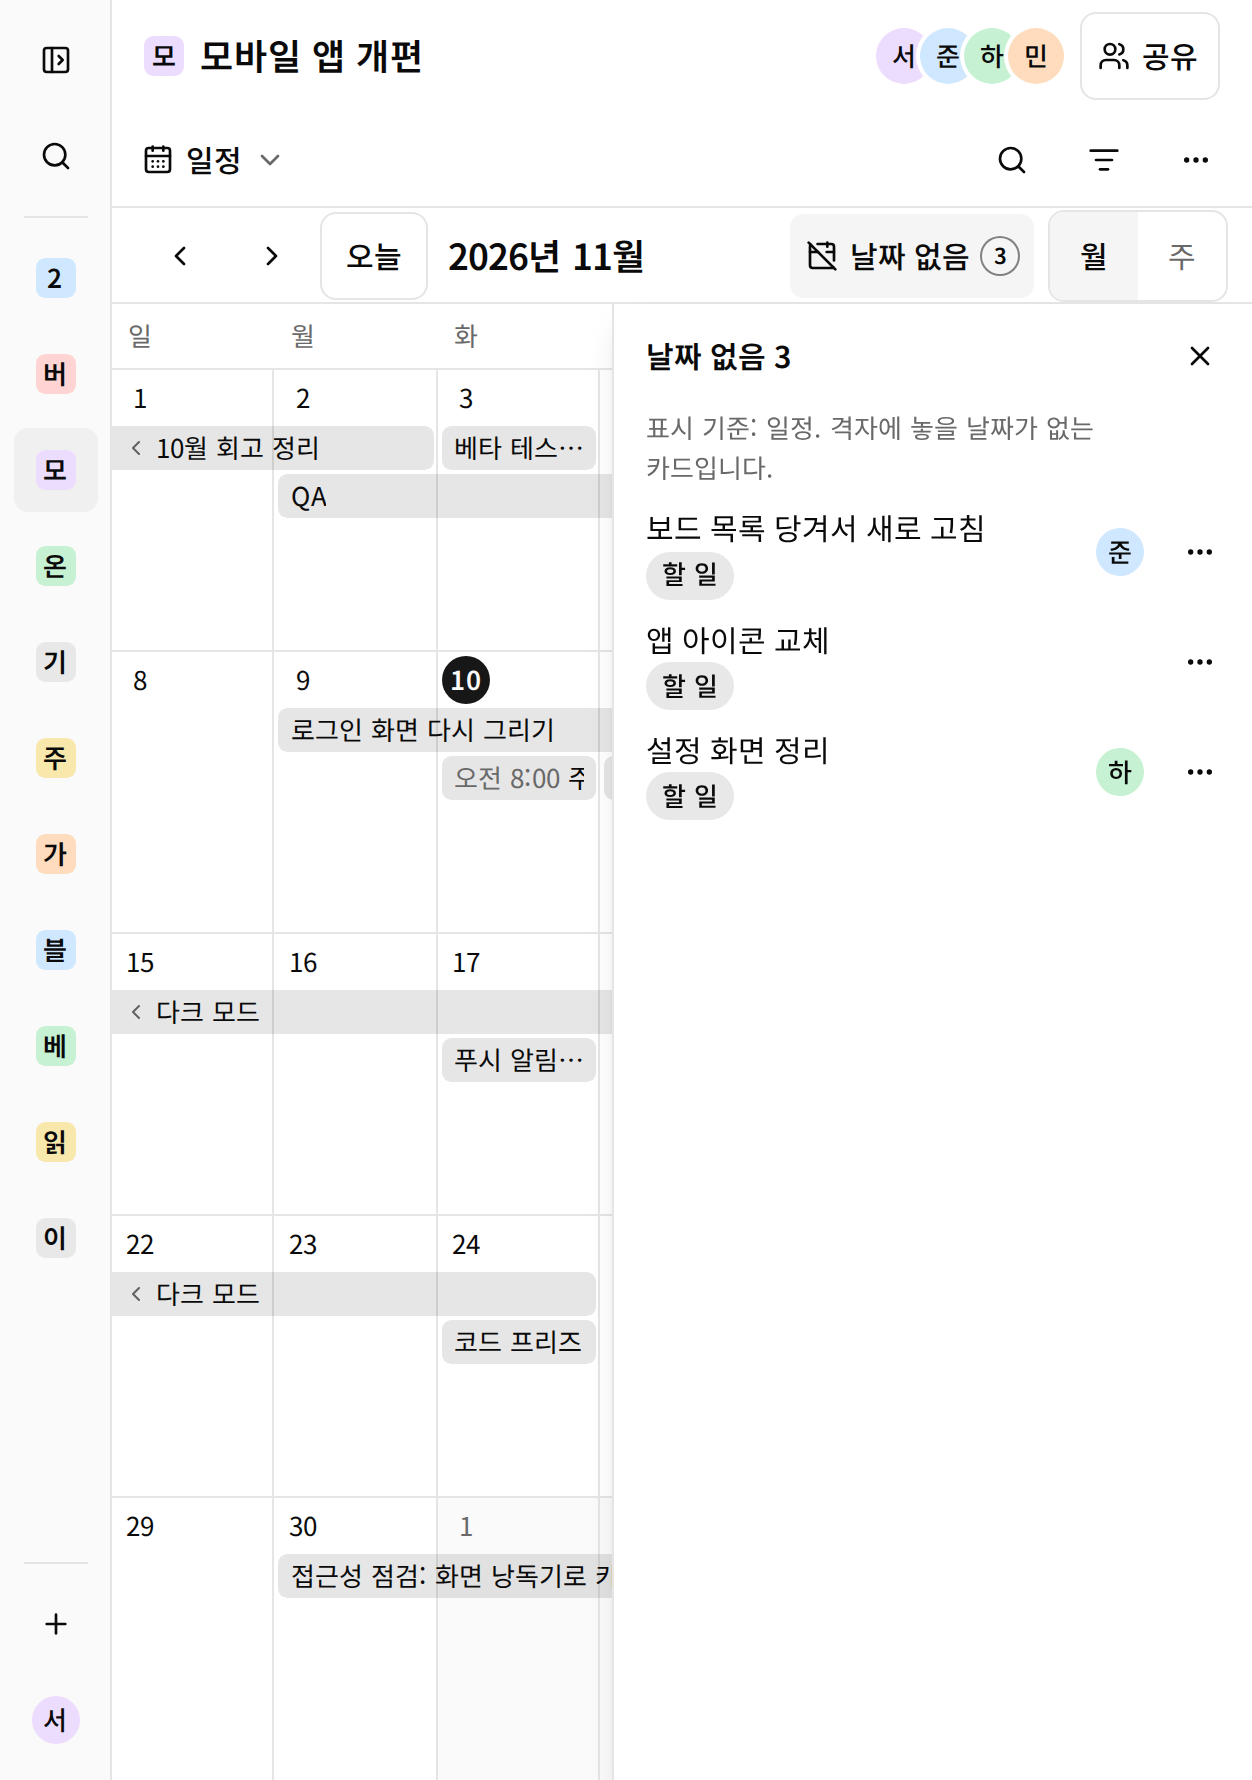 모 모바일 앱 개편
서 준 하 민
공유
일정
오늘
2026년 11월
날짜 없음 3
월 주
2
버
모
온
기
주
가
블
베
읽
이
서
일 월 화
1 2 3
10월 회고 정리
베타 테스…
QA
8 9 10
로그인 화면 다시 그리기
오전 8:00
15 16 17
다크 모드
푸시 알림…
22 23 24
다크 모드
코드 프리즈
29 30 1
접근성 점검: 화면 낭독기로
날짜 없음 3
표시 기준: 일정. 격자에 놓을 날짜가 없는
카드입니다.
보드 목록 당겨서 새로 고침
할 일
준
앱 아이콘 교체
할 일
설정 화면 정리
할 일
하